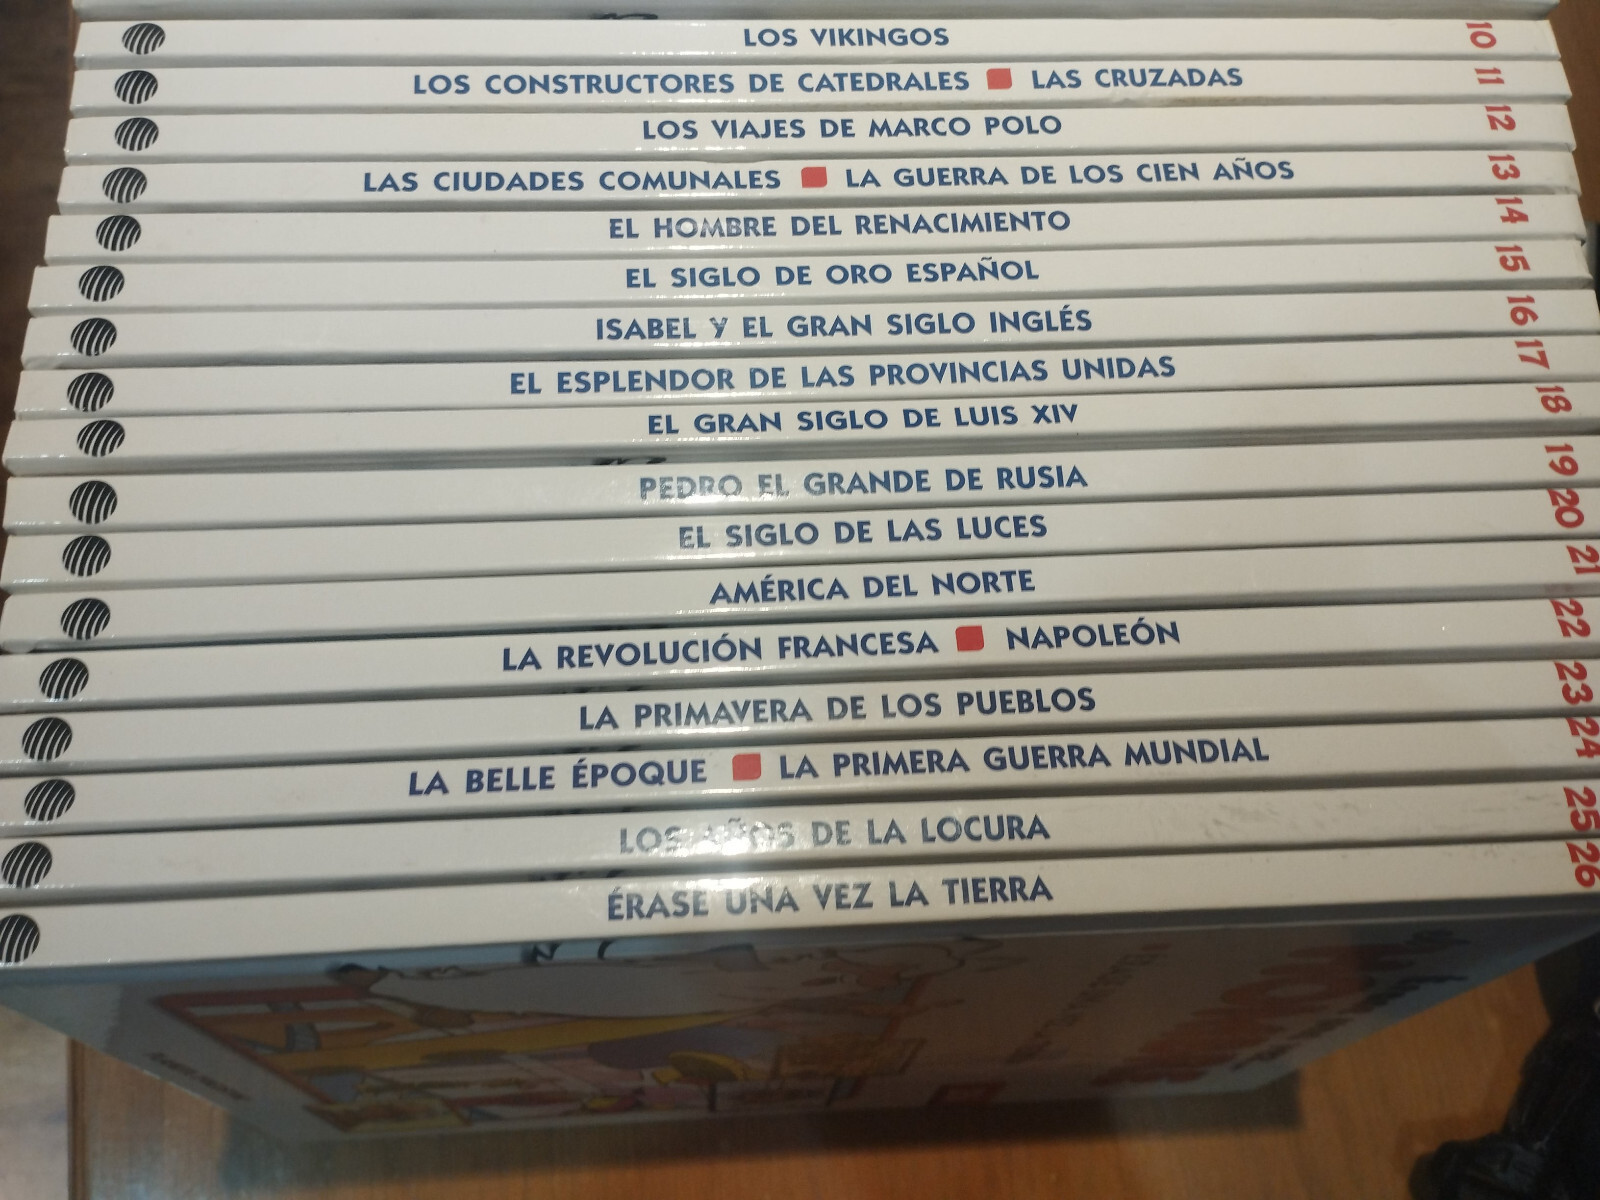 LOS VIKINGOS 10
LOS CONSTRUCTORES DE CATEDRALES LAS CRUZADAS 11
LOS VIAJES DE MARCO POLO 12
LAS CIUDADES COMUNALES LA GUERRA DE LOS CIEN AÑOS 13
EL HOMBRE DEL RENACIMIENTO 14
EL SIGLO DE ORO ESPAÑOL 15
ISABEL Y EL GRAN SIGLO INGLÉS 16
EL ESPLENDOR DE LAS PROVINCIAS UNIDAS 17
EL GRAN SIGLO DE LUIS XIV 18
PEDRO EL GRANDE DE RUSIA 19
EL SIGLO DE LAS LUCES 20
AMÉRICA DEL NORTE 21
LA REVOLUCIÓN FRANCESA NAPOLEÓN 22
LA PRIMAVERA DE LOS PUEBLOS 23
LA BELLE ÉPOQUE LA PRIMERA GUERRA MUNDIAL 24
LOS AÑOS DE LA LOCURA 25
ÉRASE UNA VEZ LA TIERRA 26